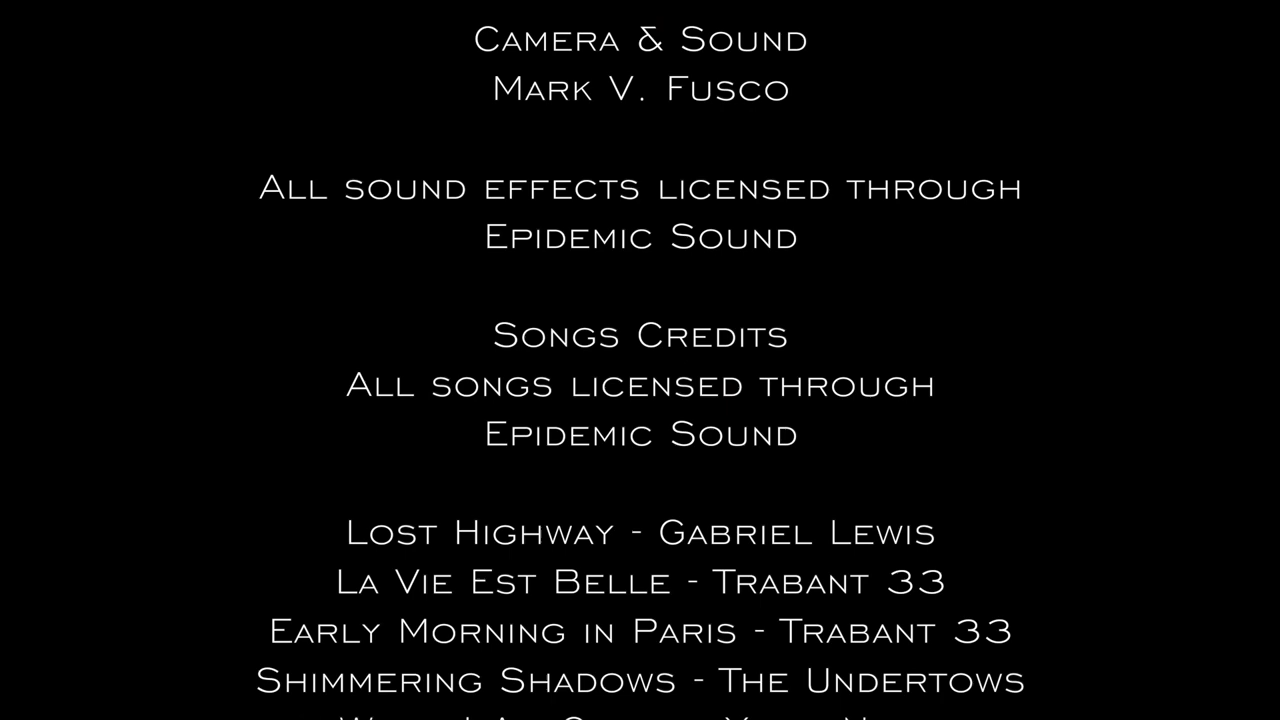 Camera & Sound
Mark V. Fusco
All sound effects licensed through
Epidemic Sound
Songs Credits
All songs licensed through
Epidemic Sound
Lost Highway - Gabriel Lewis
La Vie Est Belle - Trabant 33
Early Morning in Paris - Trabant 33
Shimmering Shadows - The Undertows